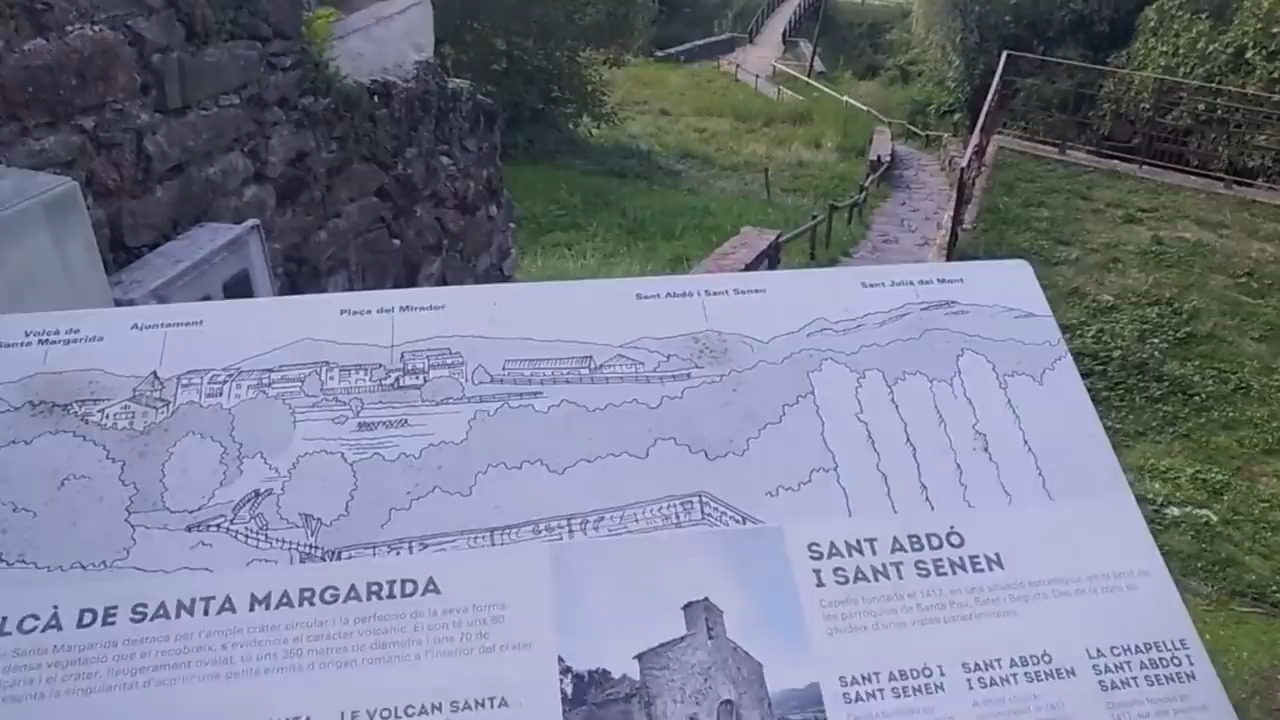 Volcà de
Santa Margarida
Ajuntament
Plaça del Mirador
Sant Abdó i Sant Senen
Sant Julià del Mont
LCÀ DE SANTA MARGARIDA
Santa Margarida destaca per l'ample cràter circular i la perfecció de la seva forma.
densa vegetació que el recobreix, s'evidencia el caràcter volcànic. El con té uns
i el cràter, lleugerament ovalat, té uns 350 metres de diàmetre i uns 70 de
la singularitat d'acollir una petita ermita d'origen romànic a l'interior del cràter
LE VOLCAN SANTA
SANT ABDÓ
I SANT SENEN
Capella fundada el 1417, en una situació estratègica, entre límit de
les parròquies de Santa Pau, Batet i Begudà. Des de la zona es
gaudeix d'unes vistes panoràmiques.
SANT ABDÓ I
SANT SENEN
SANT ABDÓ
I SANT SENEN
LA CHAPELLE
SANT ABDÓ I
SANT SENEN